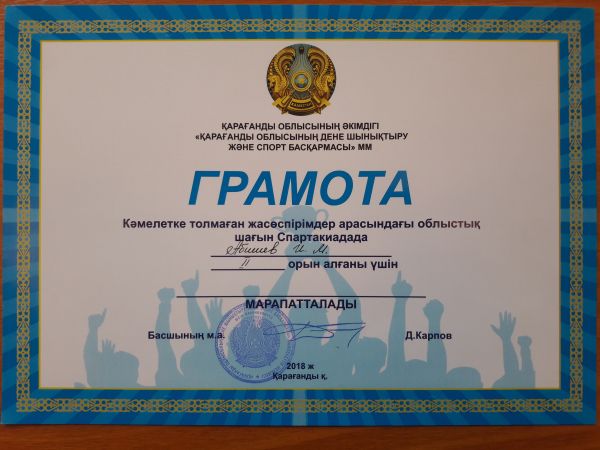 ҚАРАҒАНДЫ ОБЛЫСЫНЫҢ ӘКІМДІГІ
«ҚАРАҒАНДЫ ОБЛЫСЫНЫҢ ДЕНЕ ШЫНЫҚТЫРУ
ЖӘНЕ СПОРТ БАСҚАРМАСЫ» ММ
ГРАМОТА
Кәмелетке толмаған жасөспірімдер арасындағы облыстық
шағын Спартакиадада
И. М.
II орын алғаны үшін
МАРАПАТТАЛАДЫ
Басшының м.а. Д.Карпов
2018 ж
Қарағанды қ.